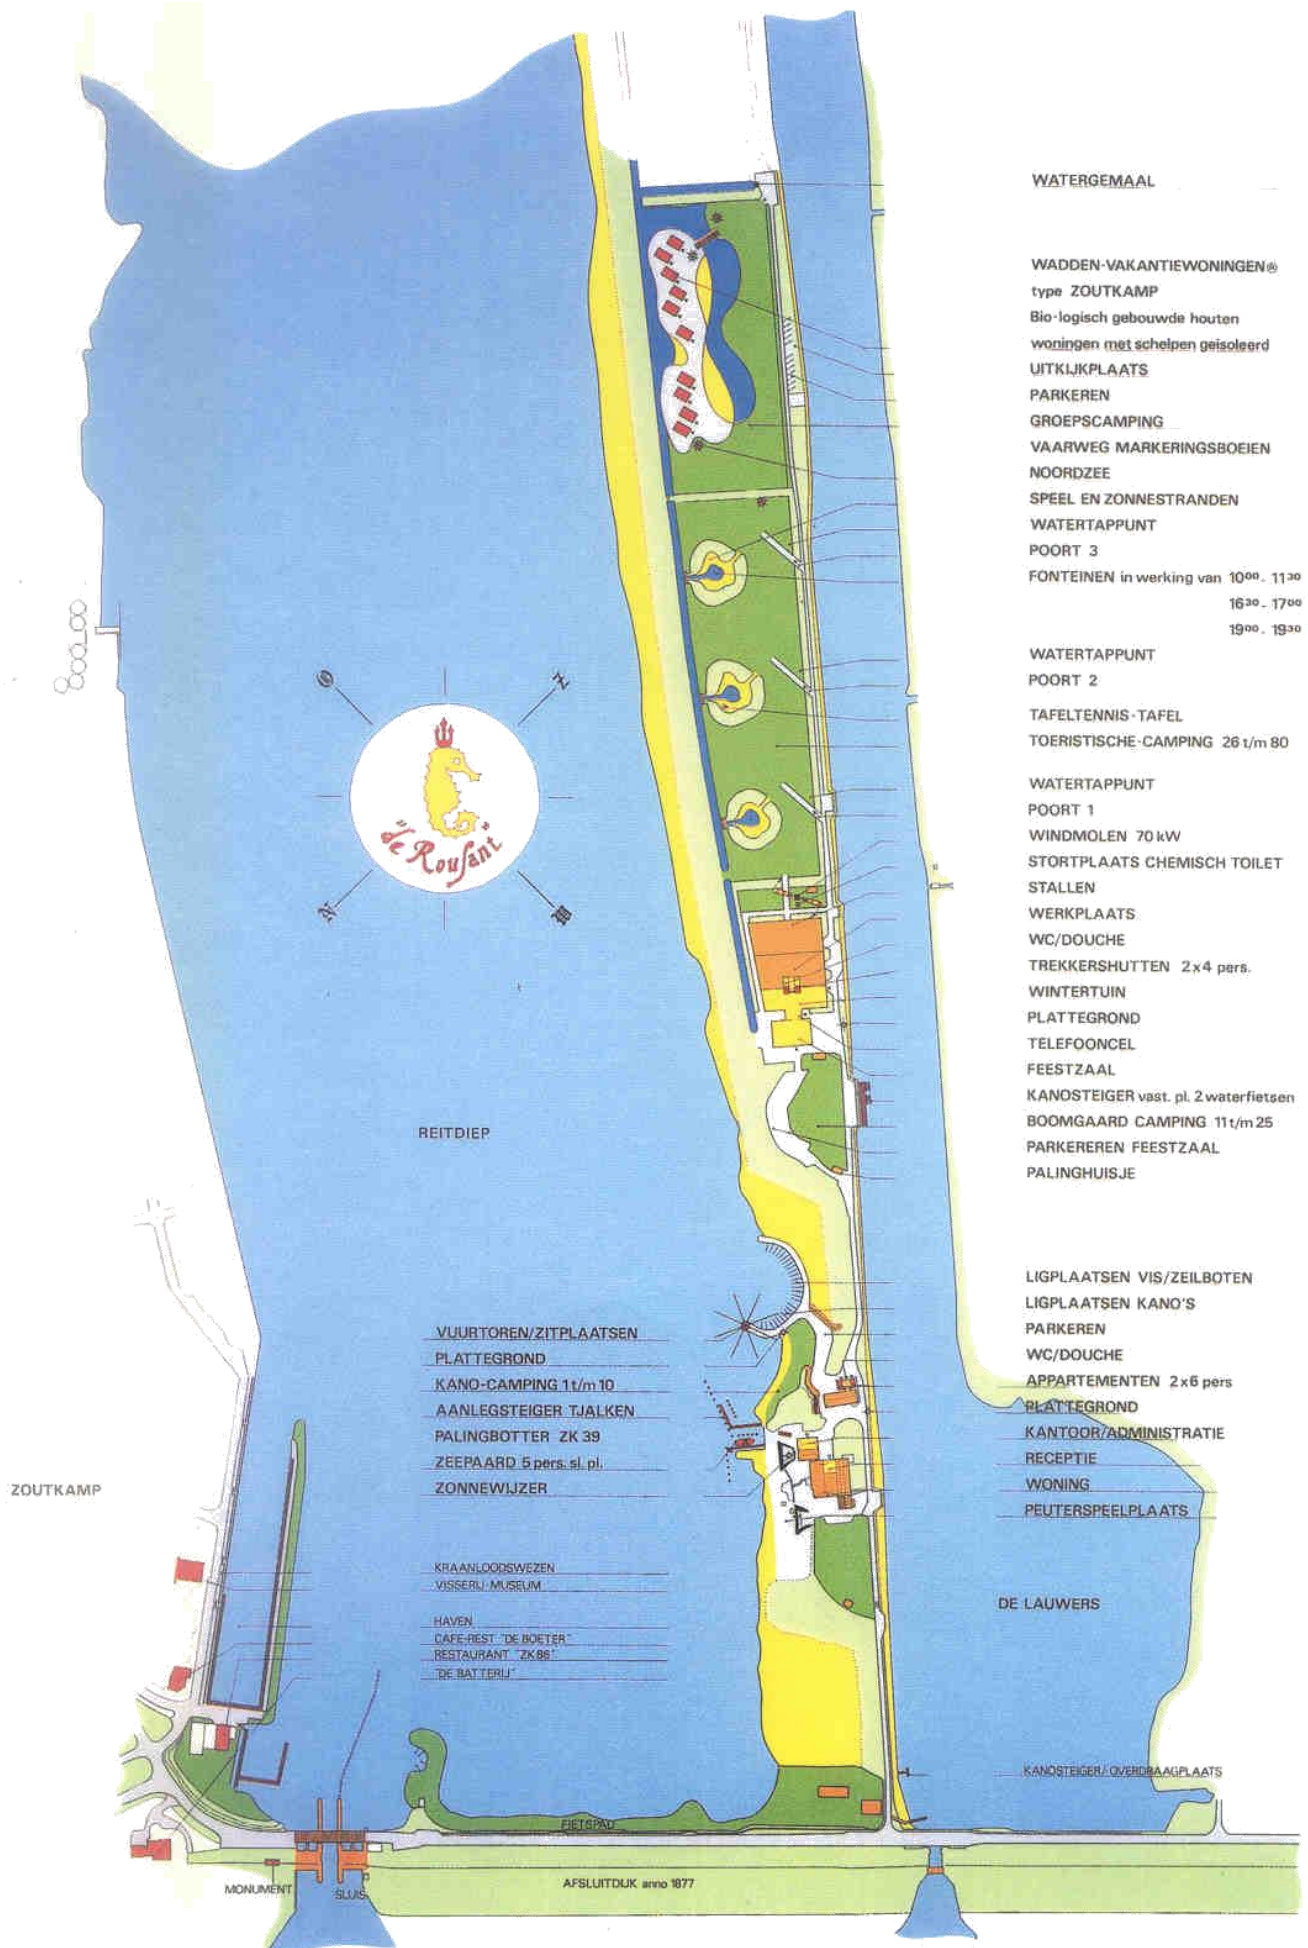 WATERGEMAAL
WADDEN-VAKANTIEWONINGEN®
type ZOUTKAMP
Bio-logisch gebouwde houten
woningen met schelpen geisoleerd
UITKIJKPLAATS
PARKEREN
GROEPSCAMPING
VAARWEG MARKERINGSBOEIEN
NOORDZEE
SPEEL EN ZONNESTRANDEN
WATERTAPPUNT
POORT 3
FONTEINEN in werking van 10⁰⁰- 11³⁰
16³⁰- 17⁰⁰
19⁰⁰- 19³⁰
WATERTAPPUNT
POORT 2
TAFELTENNIS-TAFEL
TOERISTISCHE-CAMPING 26 t/m 80
WATERTAPPUNT
POORT 1
WINDMOLEN 70 kW
STORTPLAATS CHEMISCH TOILET
STALLEN
WERKPLAATS
WC/DOUCHE
TREKKERSHUTTEN 2x4 pers.
WINTERTUIN
PLATTEGROND
TELEFOONCEL
FEESTZAAL
KANOSTEIGER vast. pl. 2 waterfietsen
BOOMGAARD CAMPING 11 t/m 25
PARKEREREN FEESTZAAL
PALINGHUISJE
LIGPLAATSEN VIS/ZEILBOTEN
LIGPLAATSEN KANO'S
PARKEREN
WC/DOUCHE
APPARTEMENTEN 2x6 pers
PLATTEGROND
KANTOOR/ADMINISTRATIE
RECEPTIE
WONING
PEUTERSPEELPLAATS
DE LAUWERS
KANOSTEIGER/-OVERDRAAGPLAATS
O
Z
N
W
"de Rousant"
REITDIEP
VUURTOREN/ZITPLAATSEN
PLATTEGROND
KANO-CAMPING 1 t/m 10
AANLEGSTEIGER TJALKEN
PALINGBOTTER ZK 39
ZEEPAARD 5 pers. sl. pl.
ZONNEWIJZER
ZOUTKAMP
KRAANLOODSWEZEN
VISSERIJ-MUSEUM
HAVEN
CAFE-REST "DE BOETER"
RESTAURANT "ZK86"
"DE BATTERIJ"
FIETSPAD
MONUMENT
SLUIS
AFSLUITDIJK anno 1877